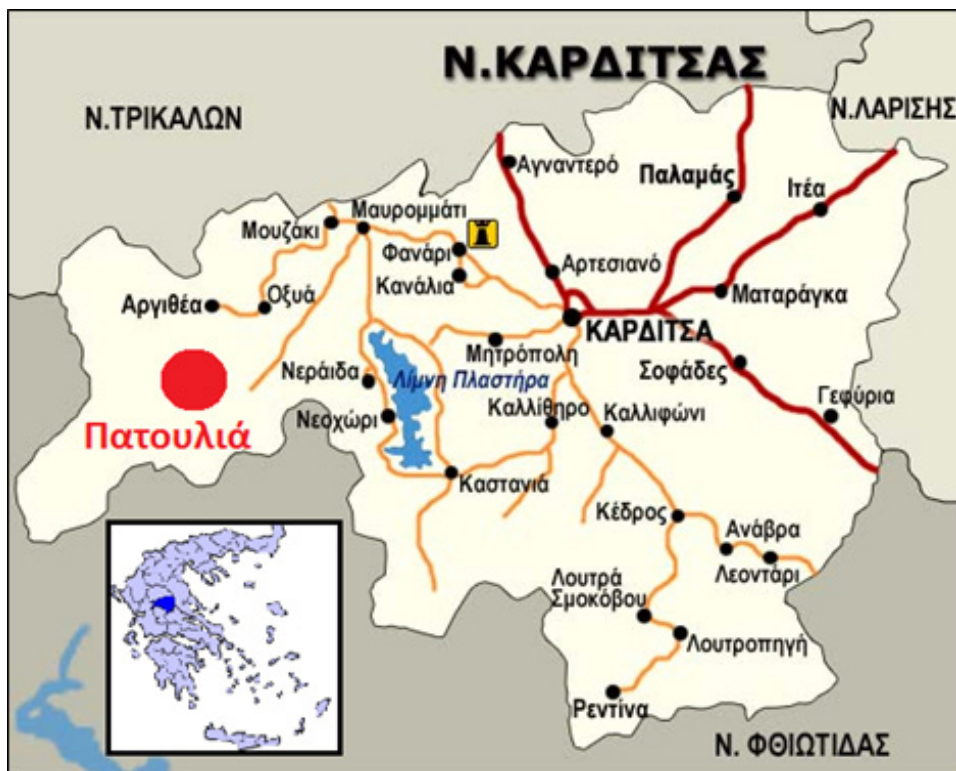 Ν.ΚΑΡΔΙΤΣΑΣ
Ν.ΤΡΙΚΑΛΩΝ
Ν.ΛΑΡΙΣΗΣ
Αγναντερό
Παλαμάς
Ιτέα
Μαυρομμάτι
Μουζάκι
Φανάρι
Κανάλια
Αρτεσιανό
Αργιθέα
Οξυά
Ματαράγκα
ΚΑΡΔΙΤΣΑ
Μητρόπολη
Σοφάδες
Νεράιδα
Λίμνη Πλαστήρα
Πατουλιά
Νεοχώρι
Καλλίθηρο
Καλλιφώνι
Γεφύρια
Καστανιά
Κέδρος
Ανάβρα
Λεοντάρι
Λουτρά
Σμοκόβου
Λουτροπηγή
Ρεντίνα
Ν. ΦΘΙΩΤΙΔΑΣ